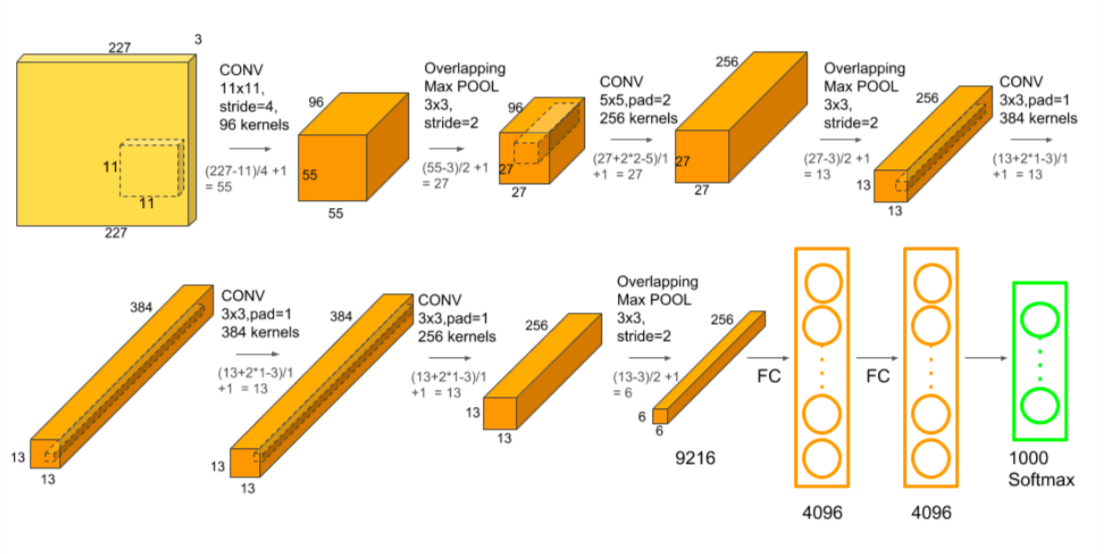 227
3
11
11
227
CONV
11x11,
stride=4,
96 kernels
(227-11)/4 +1
= 55
96
55
55
Overlapping
Max POOL
3x3,
stride=2
(55-3)/2 +1
= 27
96
27
27
CONV
5x5,pad=2
256 kernels
(27+2*2-5)/1
+1 = 27
256
27
27
Overlapping
Max POOL
3x3,
stride=2
(27-3)/2 +1
= 13
256
13
13
CONV
3x3,pad=1
384 kernels
(13+2*1-3)/1
+1 = 13
384
13
13
CONV
3x3,pad=1
384 kernels
(13+2*1-3)/1
+1 = 13
384
13
13
CONV
3x3,pad=1
256 kernels
(13+2*1-3)/1
+1 = 13
256
13
13
Overlapping
Max POOL
3x3,
stride=2
(13-3)/2 +1
= 6
256
6
6
9216
FC
4096
FC
4096
1000
Softmax